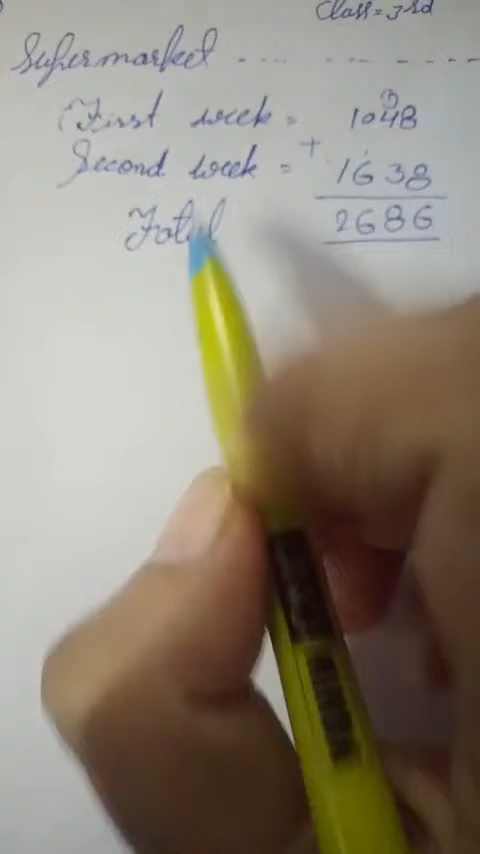 Class=3rd
Supermarket .... ... .. ......
First week = 1048
Second week = + 1638
Total 2686